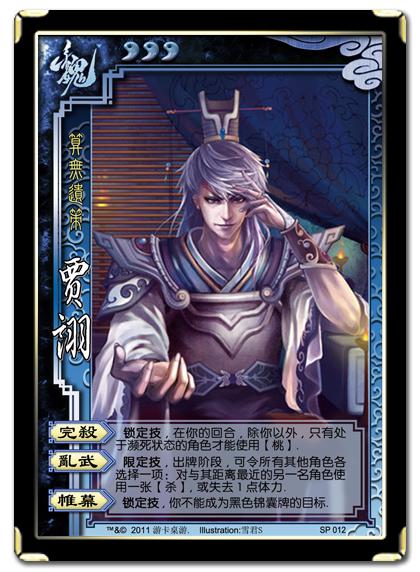 魏
算無遺策
賈詡
完殺
锁定技，在你的回合，除你以外，只有处
于濒死状态的角色才能使用【桃】.
亂武
限定技，出牌阶段，可令所有其他角色各
选择一项：对与其距离最近的另一名角色使
用一张【杀】，或失去1点体力.
帷幕
锁定技，你不能成为黑色锦囊牌的目标.
™&© 2011 游卡桌游. Illustration:雪君S SP 012